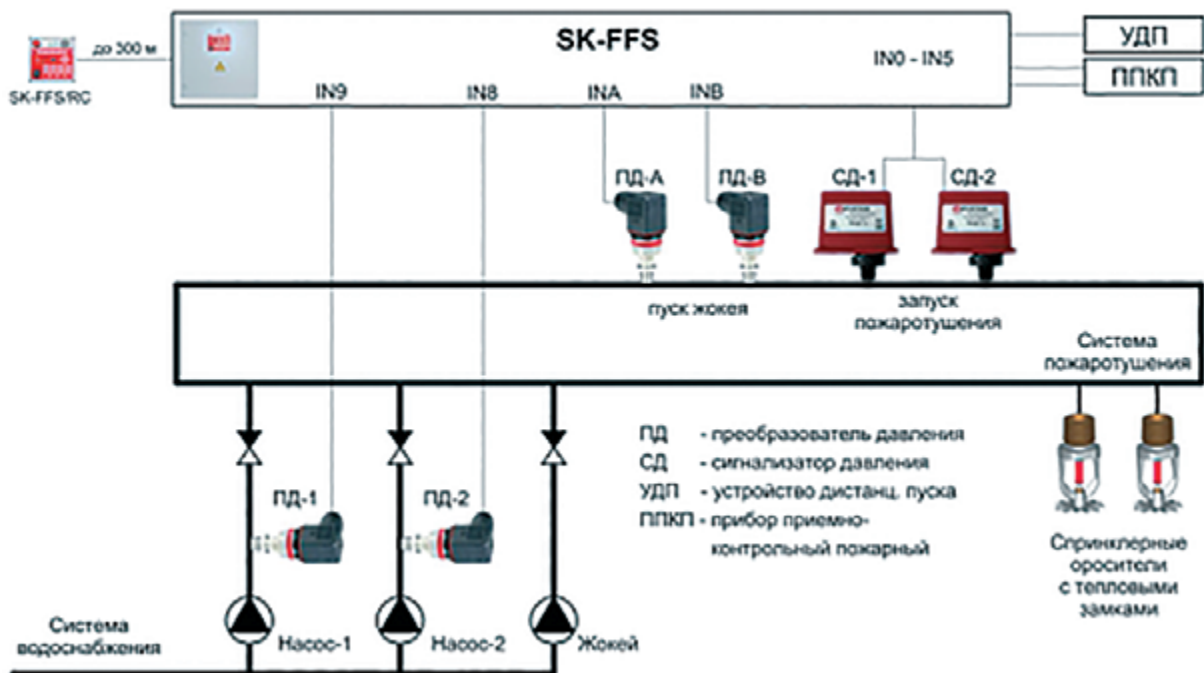 SK-FFS
УДП
ППКП
до 300 м
SK-FFS/RC
IN0 - IN5
IN9
IN8
INA
INB
ПД-А
ПД-В
СД-1
СД-2
пуск жокея
запуск
пожаротушения
Система
пожаротушения
ПД - преобразователь давления
СД - сигнализатор давления
УДП - устройство дистанц. пуска
ППКП - прибор приемно-
контрольный пожарный
ПД-1
ПД-2
Спринклерные
оросители
с тепловыми
замками
Система
водоснабжения
Насос-1
Насос-2
Жокей